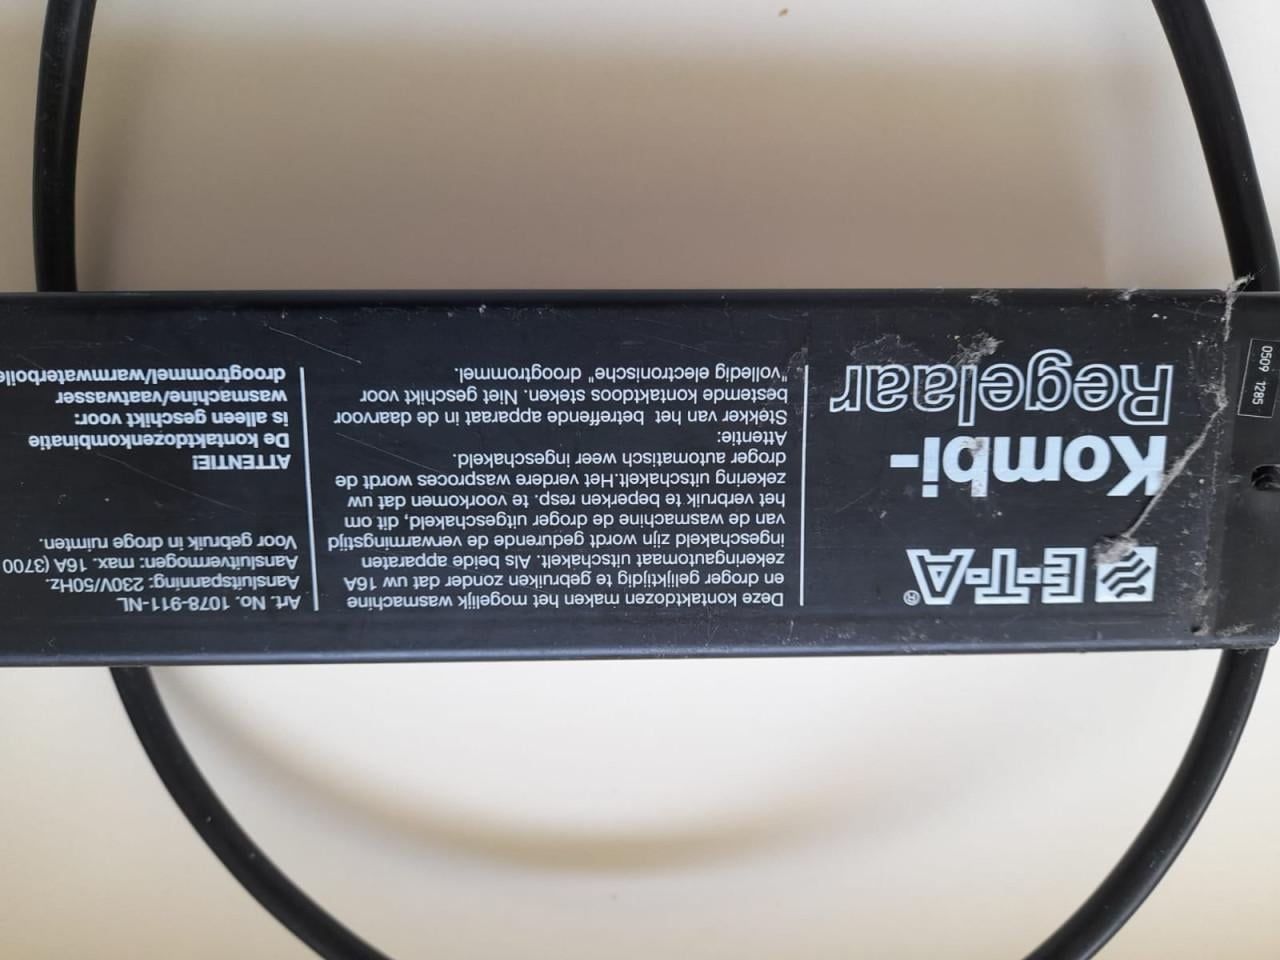 E-T-A®
Kombi-
Regelaar
Deze kontaktdozen maken het mogelijk wasmachine
en droger gelijktijdig te gebruiken zonder dat uw 16A
zekeringautomaat uitschakelt. Als beide apparaten
ingeschakeld zijn wordt gedurende de verwarmingstijd
van de wasmachine de droger uitgeschakeld, dit om
het verbruik te beperken resp. te voorkomen dat uw
zekering uitschakelt.Het verdere wasproces wordt de
droger automatisch weer ingeschakeld.
Attentie:
Stekker van het betreffende apparaat in de daarvoor
bestemde kontaktdoos steken. Niet geschikt voor
"volledig electronische" droogtrommel.
Art. No. 1078-911-NL
Aansluitspanning: 230V/50Hz.
Aansluitvermogen: max. 16A (3700
Voor gebruik in droge ruimten.
ATTENTIE!
De kontaktdozenkombinatie
is alleen geschikt voor:
wasmachine/vaatwasser
droogtrommel/warmwaterboile
0509 1285